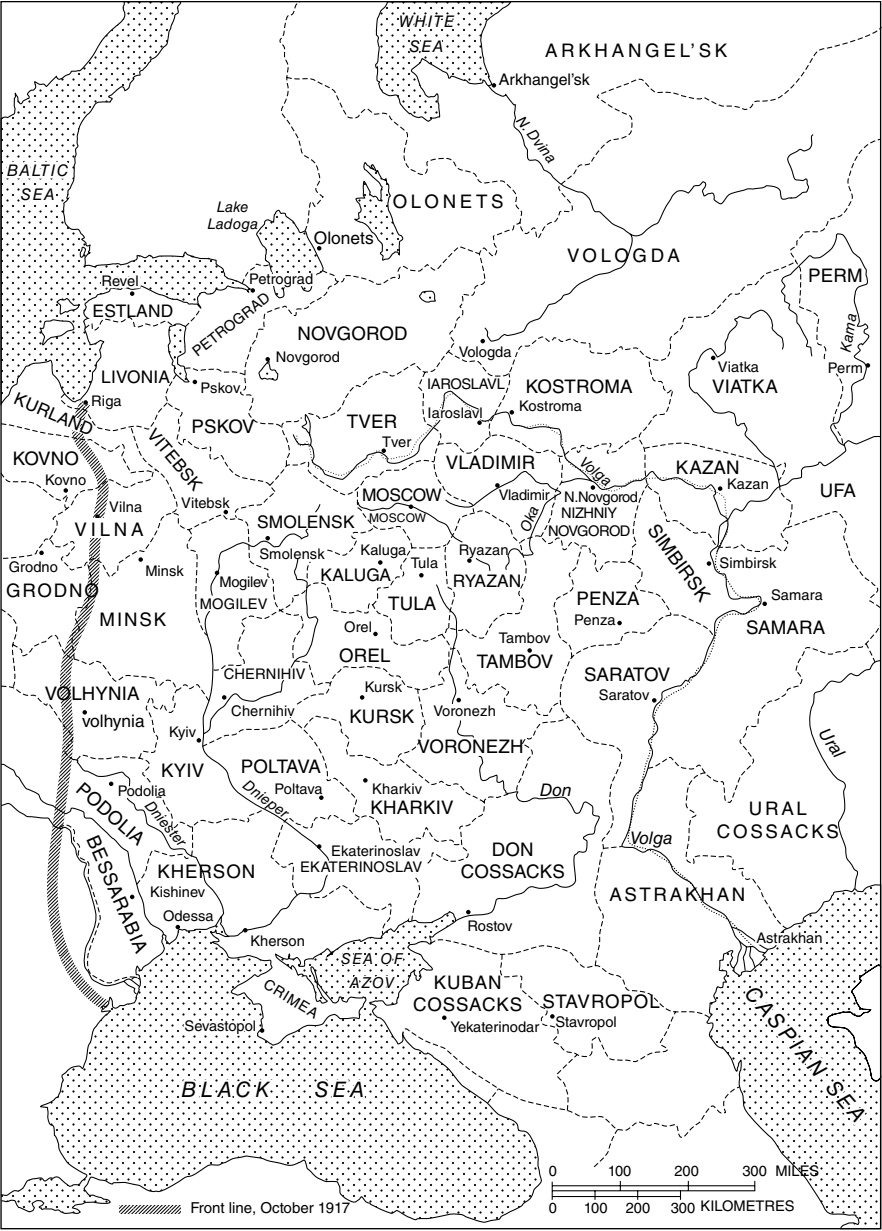 WHITE
SEA
ARKHANGEL'SK
Arkhangel'sk
N. Dvina
BALTIC
SEA
OLONETS
Lake
Ladoga
Olonets
VOLOGDA
PERM
Revel
Petrograd
ESTLAND
PETROGRAD
NOVGOROD
Kama
Novgorod
Vologda
Viatka
Perm
LIVONIA
Pskov
IAROSLAVL
KOSTROMA
VIATKA
Riga
KURLAND
Iaroslavl
Kostroma
PSKOV
TVER
Tver
VITEBSK
KOVNO
Kovno
VLADIMIR
Volga
KAZAN
Kazan
UFA
Vladimir
N.Novgorod
MOSCOW
MOSCOW
NIZHNIY
NOVGOROD
Oka
Vilna
VILNA
Vitebsk
SMOLENSK
Smolensk
SIMBIRSK
Simbirsk
Grodno
GRODNO
Minsk
MINSK
Mogilev
MOGILEV
Kaluga
KALUGA
Tula
TULA
Ryazan
RYAZAN
PENZA
Penza
Samara
SAMARA
Orel
OREL
Tambov
TAMBOV
CHERNIHIV
Chernihiv
SARATOV
Saratov
VOLHYNIA
volhynia
Kursk
KURSK
Voronezh
VORONEZH
Ural
Kyiv
KYIV
POLTAVA
Poltava
Kharkiv
KHARKIV
Don
Podolia
PODOLIA
Dniester
Dnieper
URAL
COSSACKS
Volga
BESSARABIA
Ekaterinoslav
EKATERINOSLAV
DON
COSSACKS
KHERSON
Kishinev
ASTRAKHAN
Odessa
Kherson
Rostov
Astrakhan
SEA OF
AZOV
CRIMEA
KUBAN
COSSACKS
STAVROPOL
Stavropol
Yekaterinodar
Sevastopol
CASPIAN SEA
BLACK SEA
0 100 200 300 MILES
0 100 200 300 KILOMETRES
Front line, October 1917